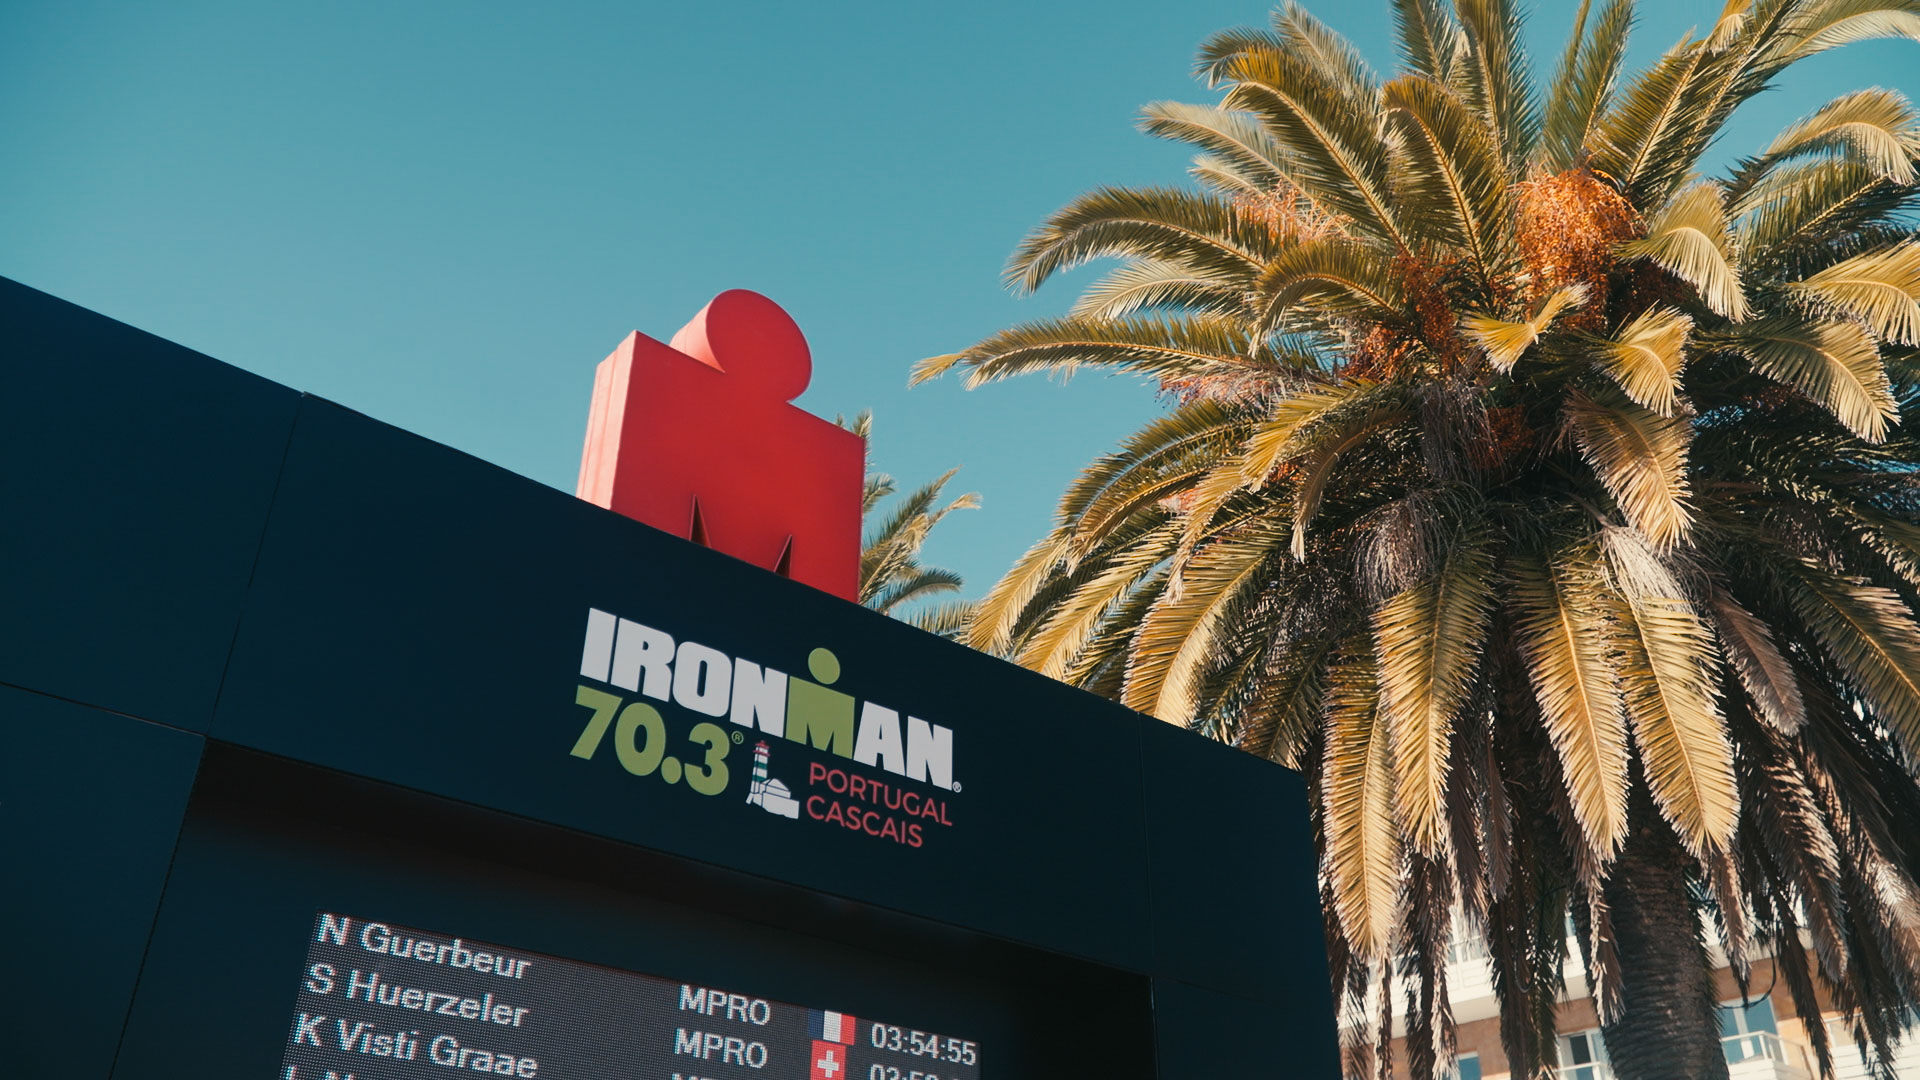 IRONMAN®
70.3® PORTUGAL
CASCAIS
N Guerbeur MPRO 03:54:55
S Huerzeler MPRO
K Visti Graae